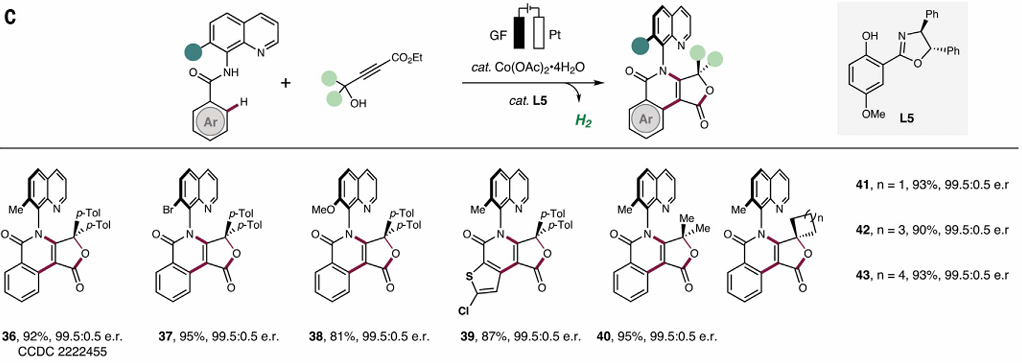 C
GF Pt
cat. Co(OAc)2•4H2O
cat. L5
H2
N
NH
O
H
Ar
+
CO2Et
OH
N
N
O
O
O
Ar
Ph
OH
N
Ph
O
OMe
L5
Me N p-Tol
p-Tol
O N
O
O
Br N p-Tol
p-Tol
O N
O
O
MeO N p-Tol
p-Tol
O N
O
O
Me N p-Tol
p-Tol
O N
O
S
O
Cl
Me N Me
Me
O N
O
O
Me N )n
O N
O
O
41, n = 1, 93%, 99.5:0.5 e.r
42, n = 3, 90%, 99.5:0.5 e.r
43, n = 4, 93%, 99.5:0.5 e.r
36, 92%, 99.5:0.5 e.r.
CCDC 2222455
37, 95%, 99.5:0.5 e.r.
38, 81%, 99.5:0.5 e.r.
39, 87%, 99.5:0.5 e.r.
40, 95%, 99.5:0.5 e.r.